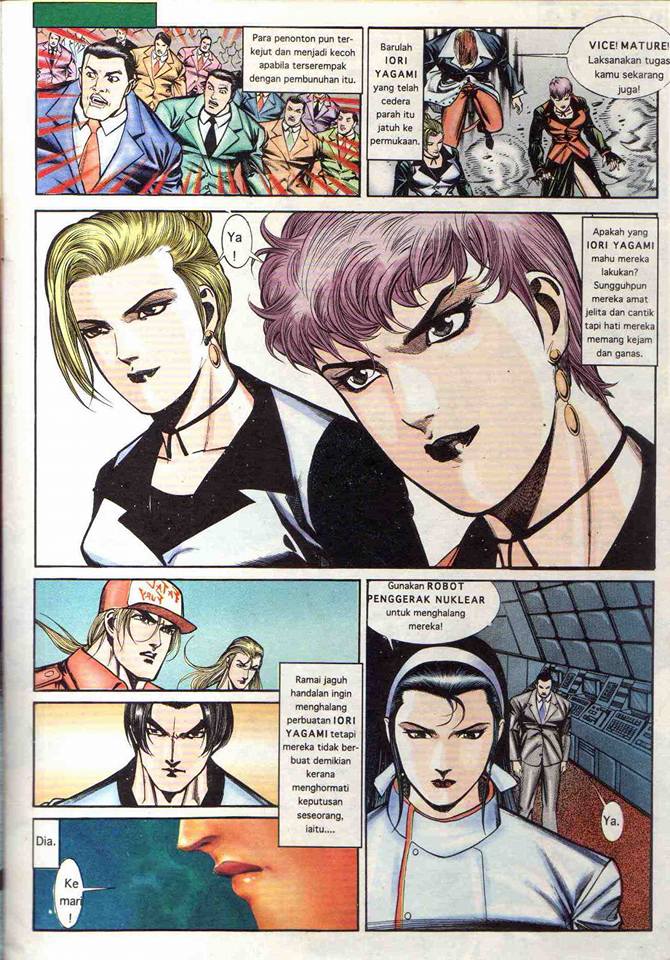 Para penonton pun ter-
kejut dan menjadi kecoh
apabila terserempak
dengan pembunuhan itu.
Barulah
IORI
YAGAMI
yang telah
cedera
parah itu
jatuh ke
permukaan.
VICE! MATURE!
Laksanakan tugas
kamu sekarang
juga!
Ya
!
Apakah yang
IORI YAGAMI
mahu mereka
lakukan?
Sungguhpun
mereka amat
jelita dan cantik
tapi hati mereka
memang kejam
dan ganas.
Ramai jaguh
handalan ingin
menghalang
perbuatan IORI
YAGAMI tetapi
mereka tidak ber-
buat demikian
kerana
menghormati
keputusan
seseorang,
iaitu....
Dia.
Ke
mari
!
Gunakan ROBOT
PENGGERAK NUKLEAR
untuk menghalang
mereka!
Ya.